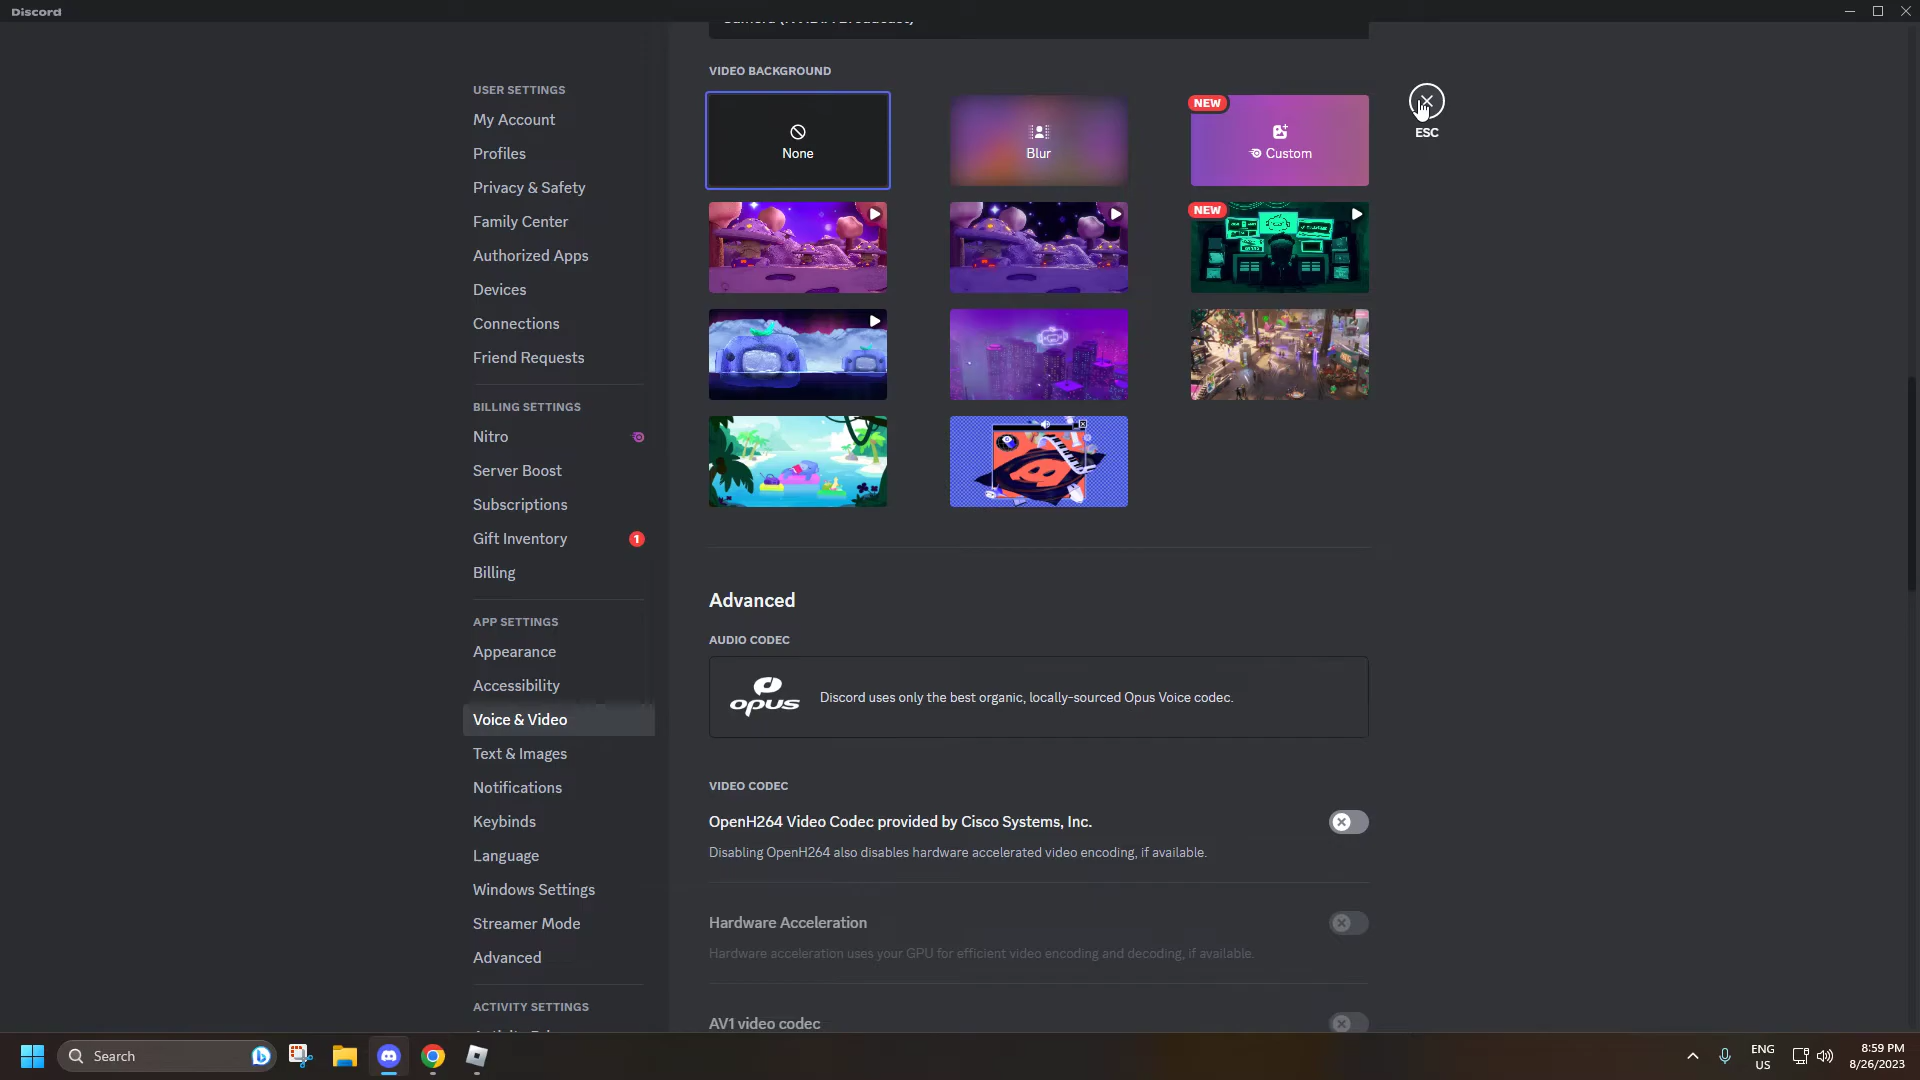 Discord
USER SETTINGS
My Account
Profiles
Privacy & Safety
Family Center
Authorized Apps
Devices
Connections
Friend Requests
BILLING SETTINGS
Nitro
Server Boost
Subscriptions
Gift Inventory
1
Billing
APP SETTINGS
Appearance
Accessibility
Voice & Video
Text & Images
Notifications
Keybinds
Language
Windows Settings
Streamer Mode
Advanced
ACTIVITY SETTINGS
VIDEO BACKGROUND
None
Blur
NEW
Custom
NEW
ESC
Advanced
AUDIO CODEC
opus
Discord uses only the best organic, locally-sourced Opus Voice codec.
VIDEO CODEC
OpenH264 Video Codec provided by Cisco Systems, Inc.
Disabling OpenH264 also disables hardware accelerated video encoding, if available.
Hardware Acceleration
Hardware acceleration uses your GPU for efficient video encoding and decoding, if available.
AV1 video codec
Search
ENG
US
8:59 PM
8/26/2023